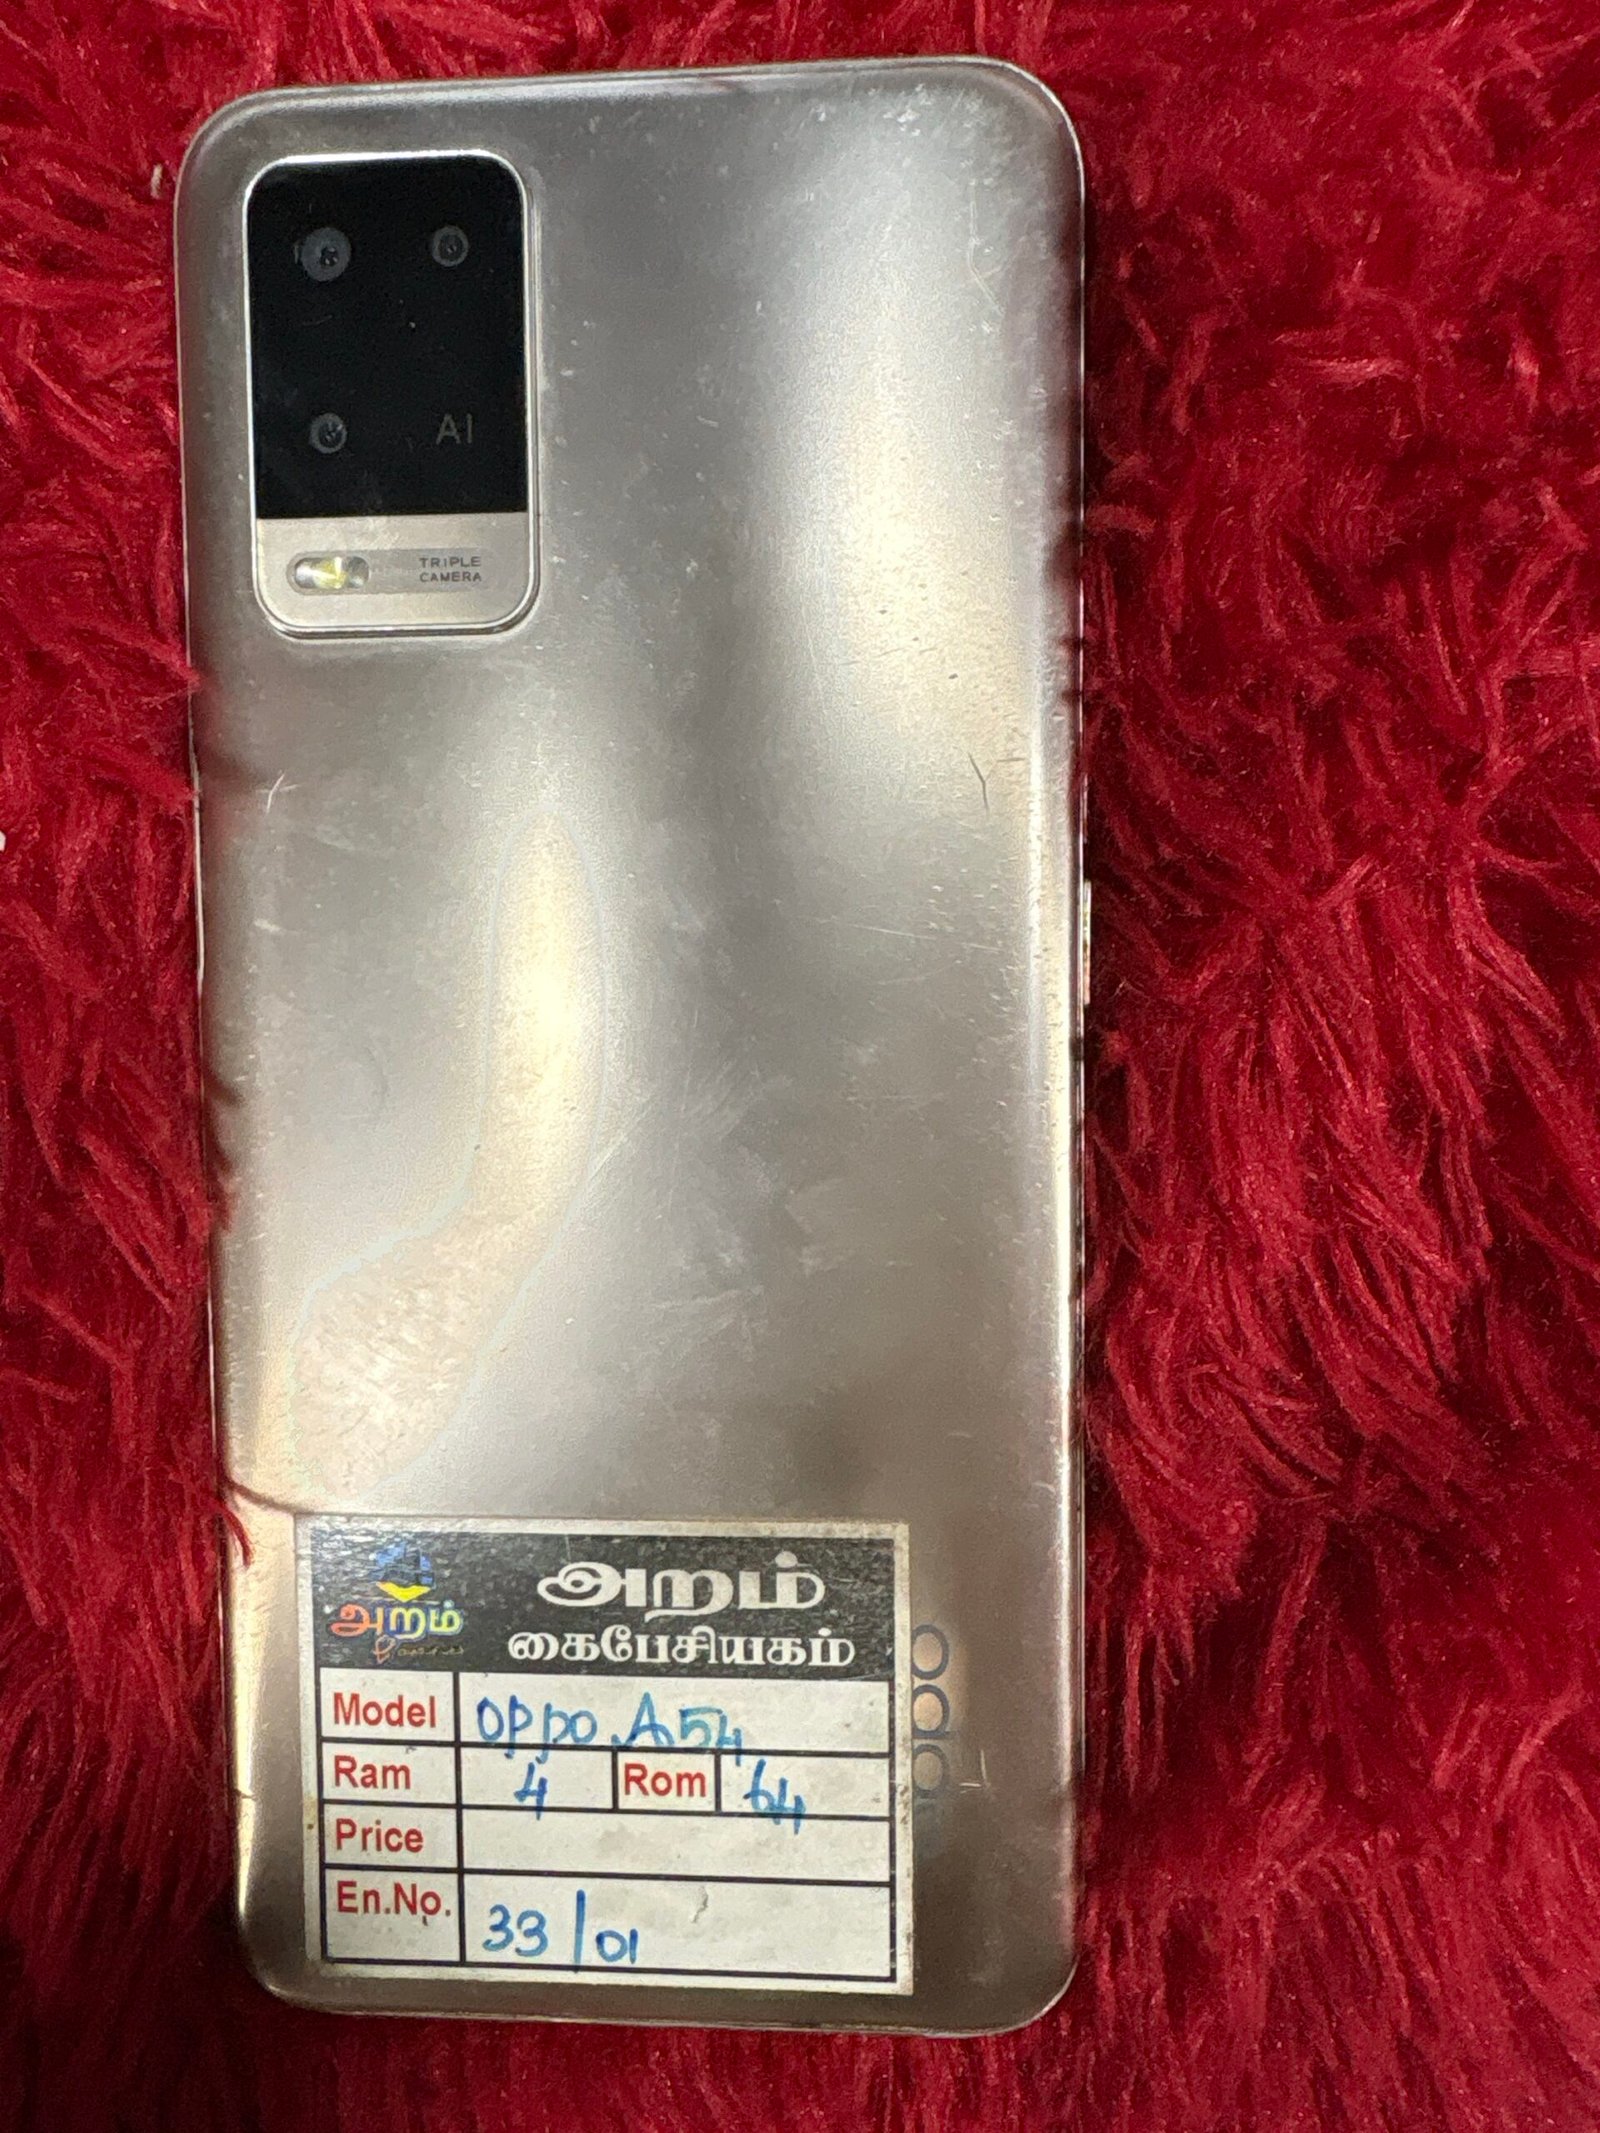 AI
TRIPLE
CAMERA
அறம்
அறம்
கைபேசியகம்
Model OPPO A54
Ram 4 Rom 64
Price
En.No. 33/01
oppo